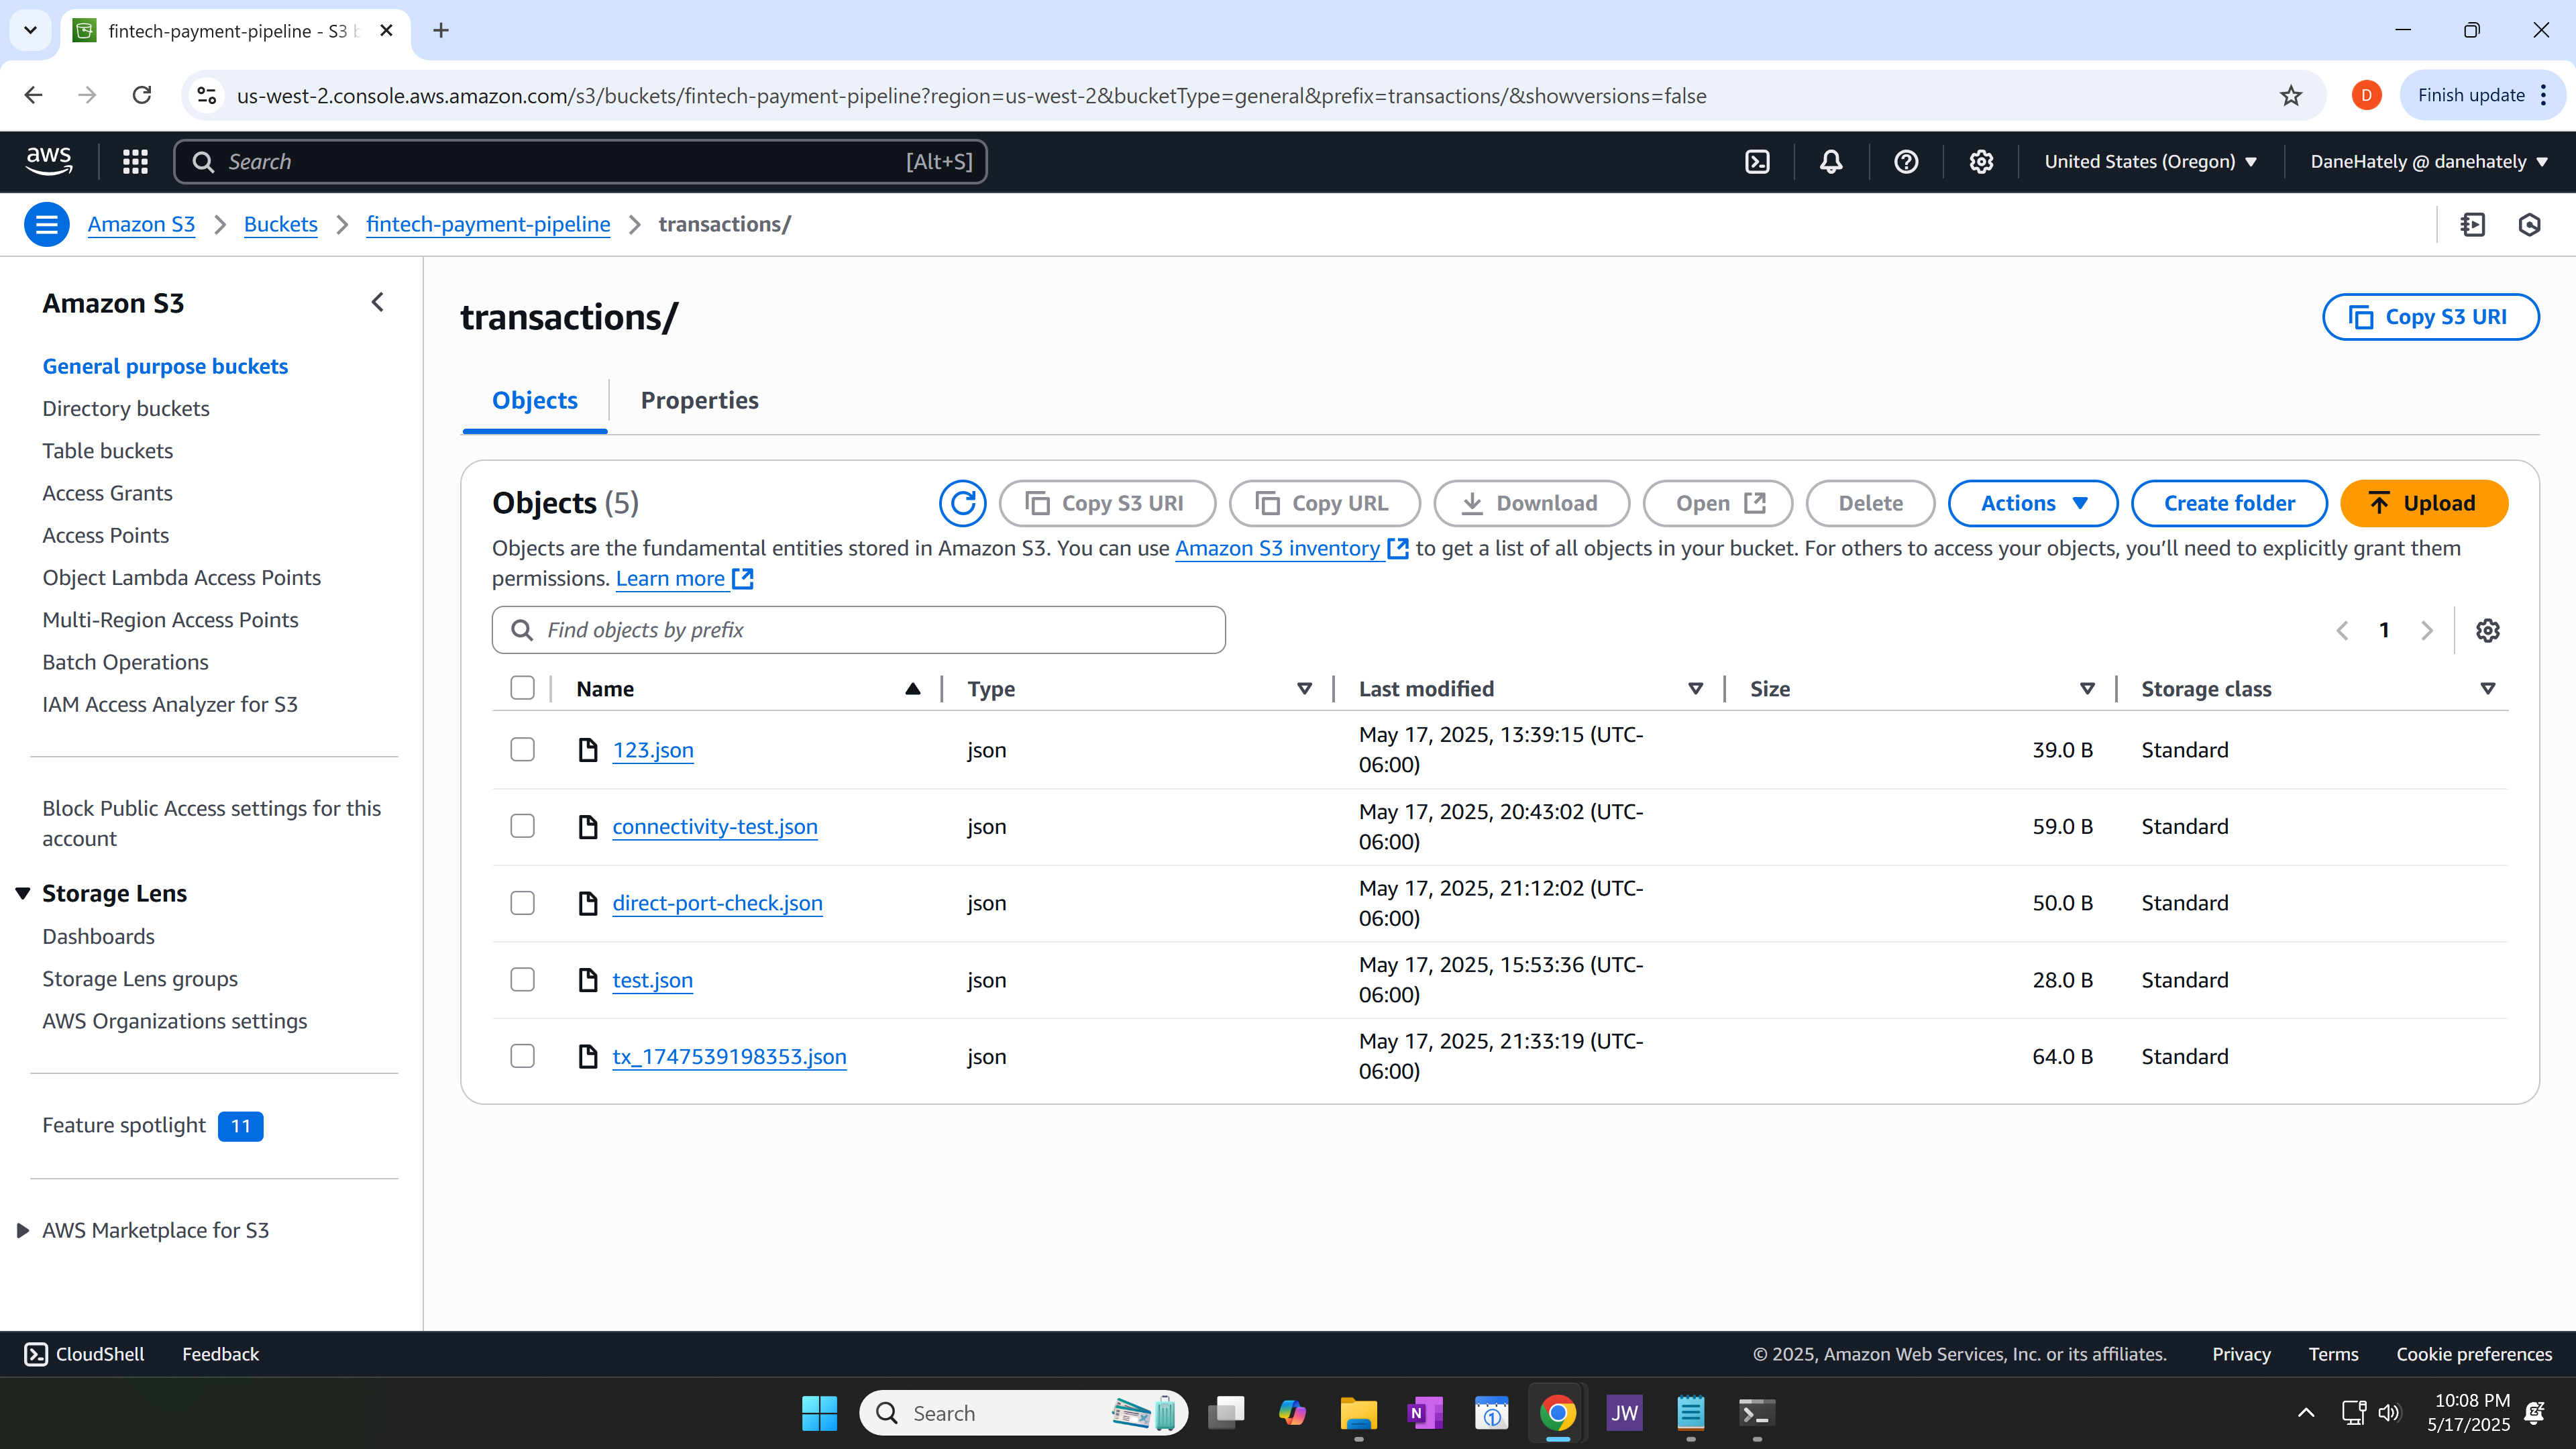 fintech-payment-pipeline - S3 b
us-west-2.console.aws.amazon.com/s3/buckets/fintech-payment-pipeline?region=us-west-2&bucketType=general&prefix=transactions/&showversions=false
D
Finish update
aws
Search
[Alt+S]
United States (Oregon)
DaneHately @ danehately
Amazon S3
Buckets
fintech-payment-pipeline
transactions/
Amazon S3
General purpose buckets
Directory buckets
Table buckets
Access Grants
Access Points
Object Lambda Access Points
Multi-Region Access Points
Batch Operations
IAM Access Analyzer for S3
Block Public Access settings for this
account
Storage Lens
Dashboards
Storage Lens groups
AWS Organizations settings
Feature spotlight 11
AWS Marketplace for S3
transactions/
Copy S3 URI
Objects
Properties
Objects (5)
Copy S3 URI
Copy URL
Download
Open
Delete
Actions
Create folder
Upload
Objects are the fundamental entities stored in Amazon S3. You can use Amazon S3 inventory to get a list of all objects in your bucket. For others to access your objects, you’ll need to explicitly grant them
permissions. Learn more
Find objects by prefix
1
Name Type Last modified Size Storage class
123.json json May 17, 2025, 13:39:15 (UTC-
06:00) 39.0 B Standard
connectivity-test.json json May 17, 2025, 20:43:02 (UTC-
06:00) 59.0 B Standard
direct-port-check.json json May 17, 2025, 21:12:02 (UTC-
06:00) 50.0 B Standard
test.json json May 17, 2025, 15:53:36 (UTC-
06:00) 28.0 B Standard
tx_1747539198353.json json May 17, 2025, 21:33:19 (UTC-
06:00) 64.0 B Standard
CloudShell
Feedback
© 2025, Amazon Web Services, Inc. or its affiliates.
Privacy
Terms
Cookie preferences
Search
N
1
JW
10:08 PM
5/17/2025